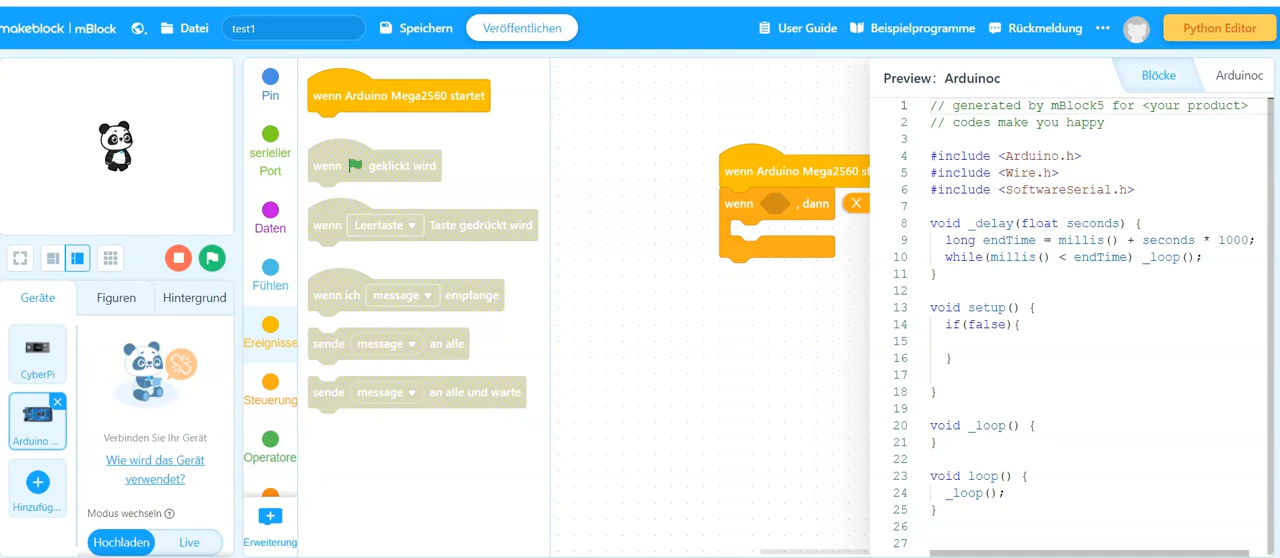 makeblock | mBlock
Datei
test1
Speichern
Veröffentlichen
User Guide
Beispielprogramme
Rückmeldung
Python Editor
Geräte
Figuren
Hintergrund
CyberPi
Arduino ...
Hinzufüg...
Verbinden Sie Ihr Gerät
Wie wird das Gerät
verwendet?
Modus wechseln
Hochladen
Live
Pin
serieller
Port
Daten
Fühlen
Ereignisse
Steuerung
Operatore
Erweiterung
wenn Arduino Mega2560 startet
wenn geklickt wird
wenn Leertaste Taste gedrückt wird
wenn ich message empfange
sende message an alle
sende message an alle und warte
wenn Arduino Mega2560 st
wenn , dann
Preview: Arduinoc
Blöcke
Arduinoc
1 // generated by mBlock5 for <your product>
2 // codes make you happy
3
4 #include <Arduino.h>
5 #include <Wire.h>
6 #include <SoftwareSerial.h>
7
8 void _delay(float seconds) {
9 long endTime = millis() + seconds * 1000;
10 while(millis() < endTime) _loop();
11 }
12
13 void setup() {
14 if(false){
15
16 }
17
18 }
19
20 void _loop() {
21 }
22
23 void loop() {
24 _loop();
25 }
26
27